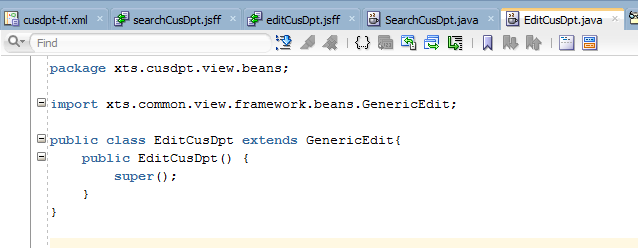 cusdpt-tf.xml searchCusDpt.jsff editCusDpt.jsff SearchCusDpt.java EditCusDpt.java
Find
package xts.cusdpt.view.beans;
import xts.common.view.framework.beans.GenericEdit;
public class EditCusDpt extends GenericEdit{
public EditCusDpt() {
super();
}
}